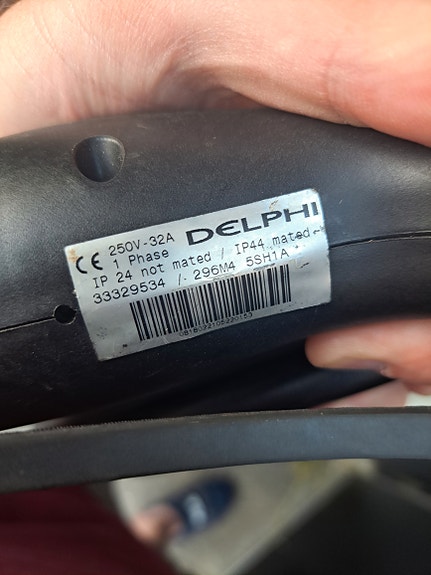 CE 250V-32A DELPHI
1 Phase
IP 24 not mated / IP44 mated
33329534 / 296M4 5SH1A